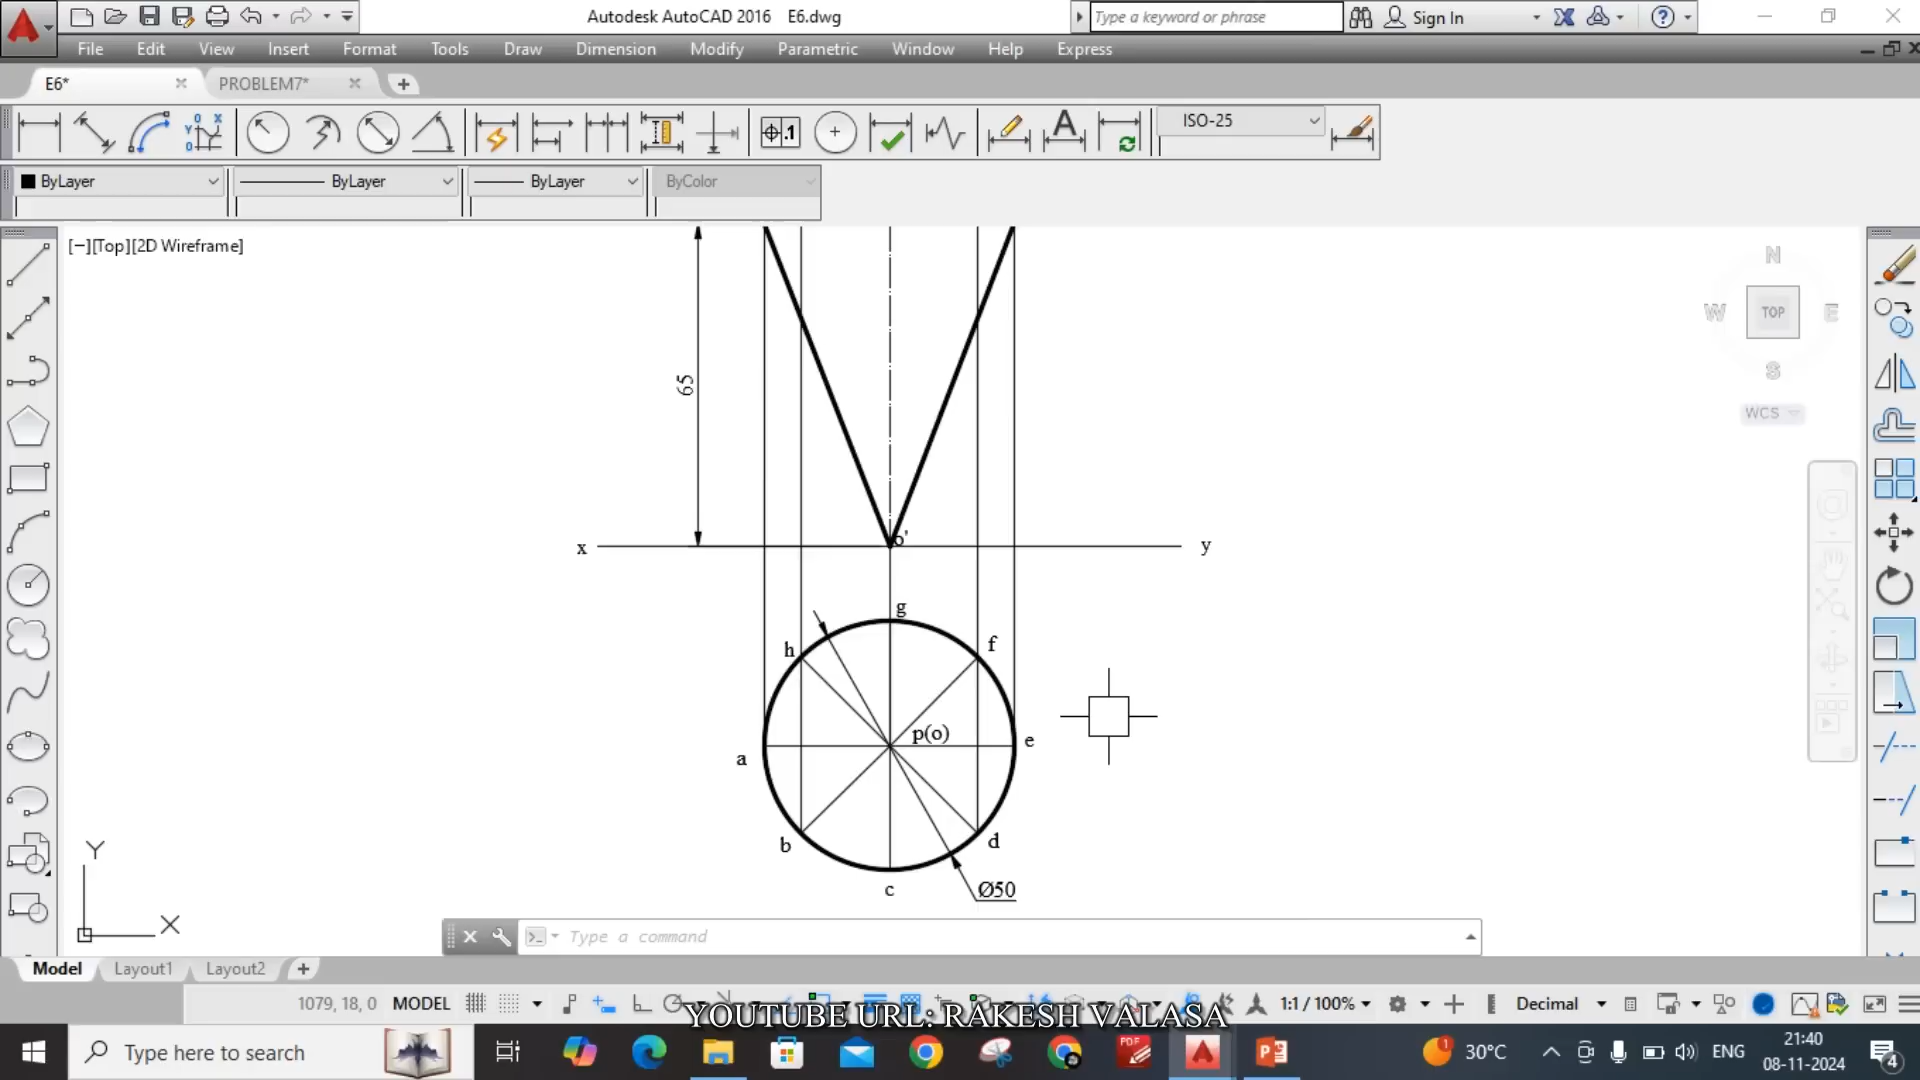 Autodesk AutoCAD 2016 E6.dwg
Type a keyword or phrase
Sign In
File Edit View Insert Format Tools Draw Dimension Modify Parametric Window Help Express
E6*
PROBLEM7*
ISO-25
ByLayer
ByLayer
ByLayer
ByColor
[−][Top][2D Wireframe]
N
W
TOP
E
S
WCS
65
x
o'
y
g
h
f
p(o)
a
e
b
d
c
Ø50
Y
X
Type a command
Model Layout1 Layout2
1079, 18, 0 MODEL
1:1 / 100%
Decimal
YOUTUBE URL: RAKESH VALASA
Type here to search
30°C
ENG
21:40
08-11-2024
4